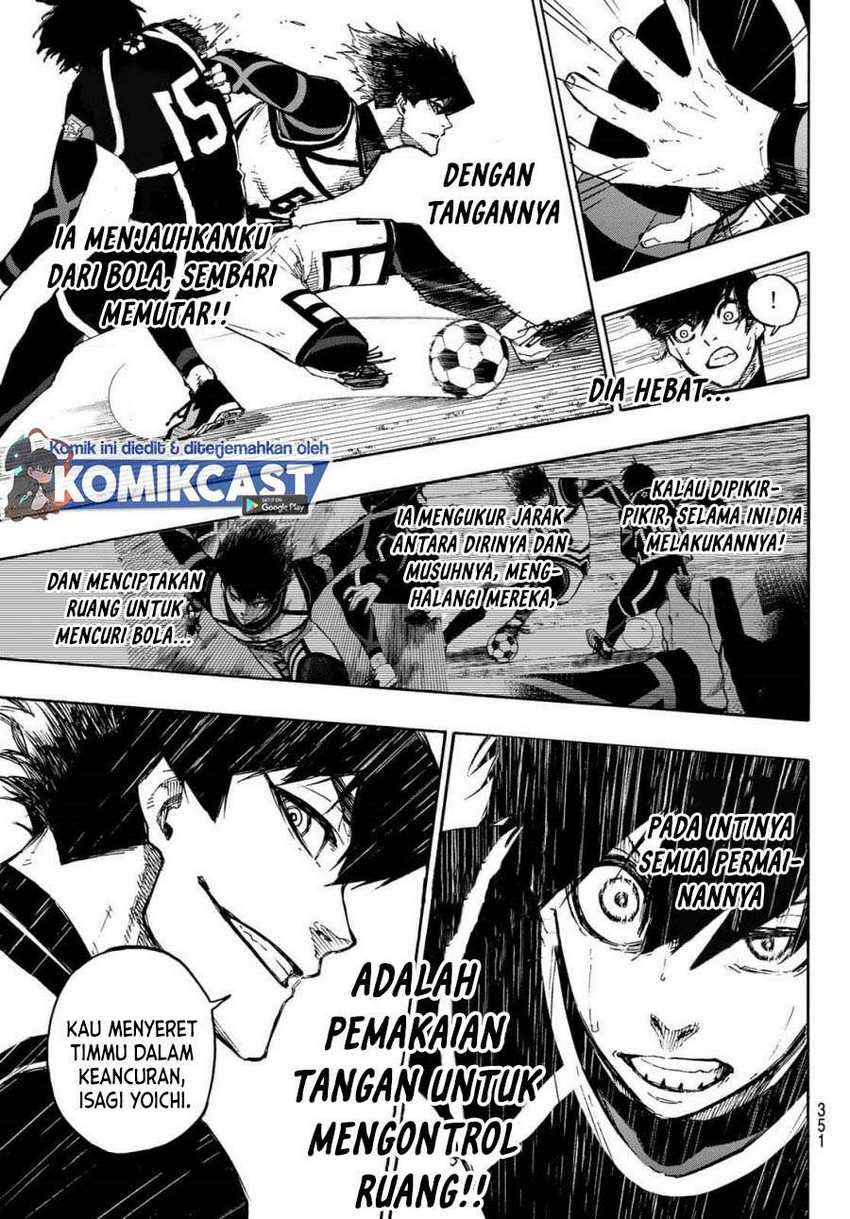 !
DIA HEBAT...
DENGAN
TANGANNYA
IA MENJAUHKANKU
DARI BOLA, SEMBARI
MEMUTAR!!
15
6
Komik ini diedit & diterjemahkan oleh
KOMIKCAST
GET IT ON
Google Play
KALAU DIPIKIR-
PIKIR, SELAMA INI DIA
MELAKUKANNYA!
IA MENGUKUR JARAK
ANTARA DIRINYA DAN
MUSUHNYA, MENG-
HALANGI MEREKA,
DAN MENCIPTAKAN
RUANG UNTUK
MENCURI BOLA...
PADA INTINYA
SEMUA PERMAI-
NANNYA
ADALAH
PEMAKAIAN
TANGAN UNTUK
MENGONTROL
RUANG!!
KAU MENYERET
TIMMU DALAM
KEANCURAN,
ISAGI YOICHI.
351